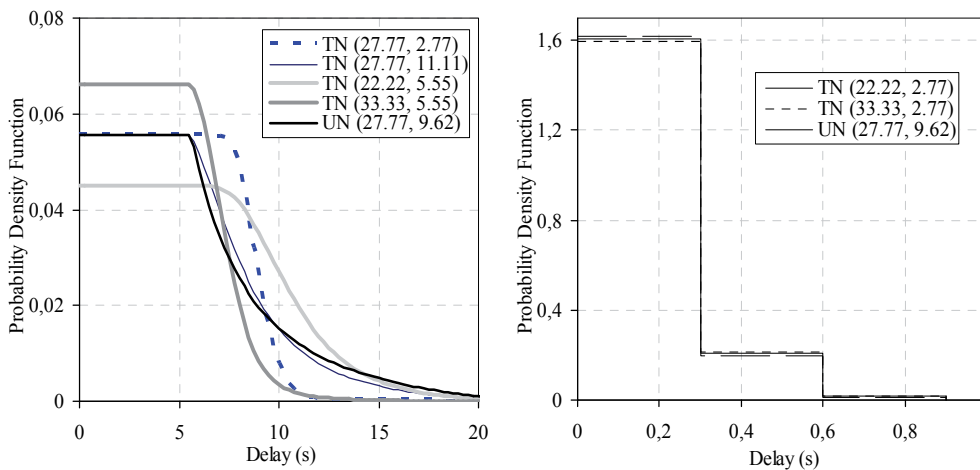 Probability Density Function
0,08
0,06
0,04
0,02
0
0
5
10
15
20
Delay (s)
TN (27.77, 2.77)
TN (27.77, 11.11)
TN (22.22, 5.55)
TN (33.33, 5.55)
UN (27.77, 9.62)
Probability Density Function
1,6
1,2
0,8
0,4
0
0
0,2
0,4
0,6
0,8
Delay (s)
TN (22.22, 2.77)
TN (33.33, 2.77)
UN (27.77, 9.62)